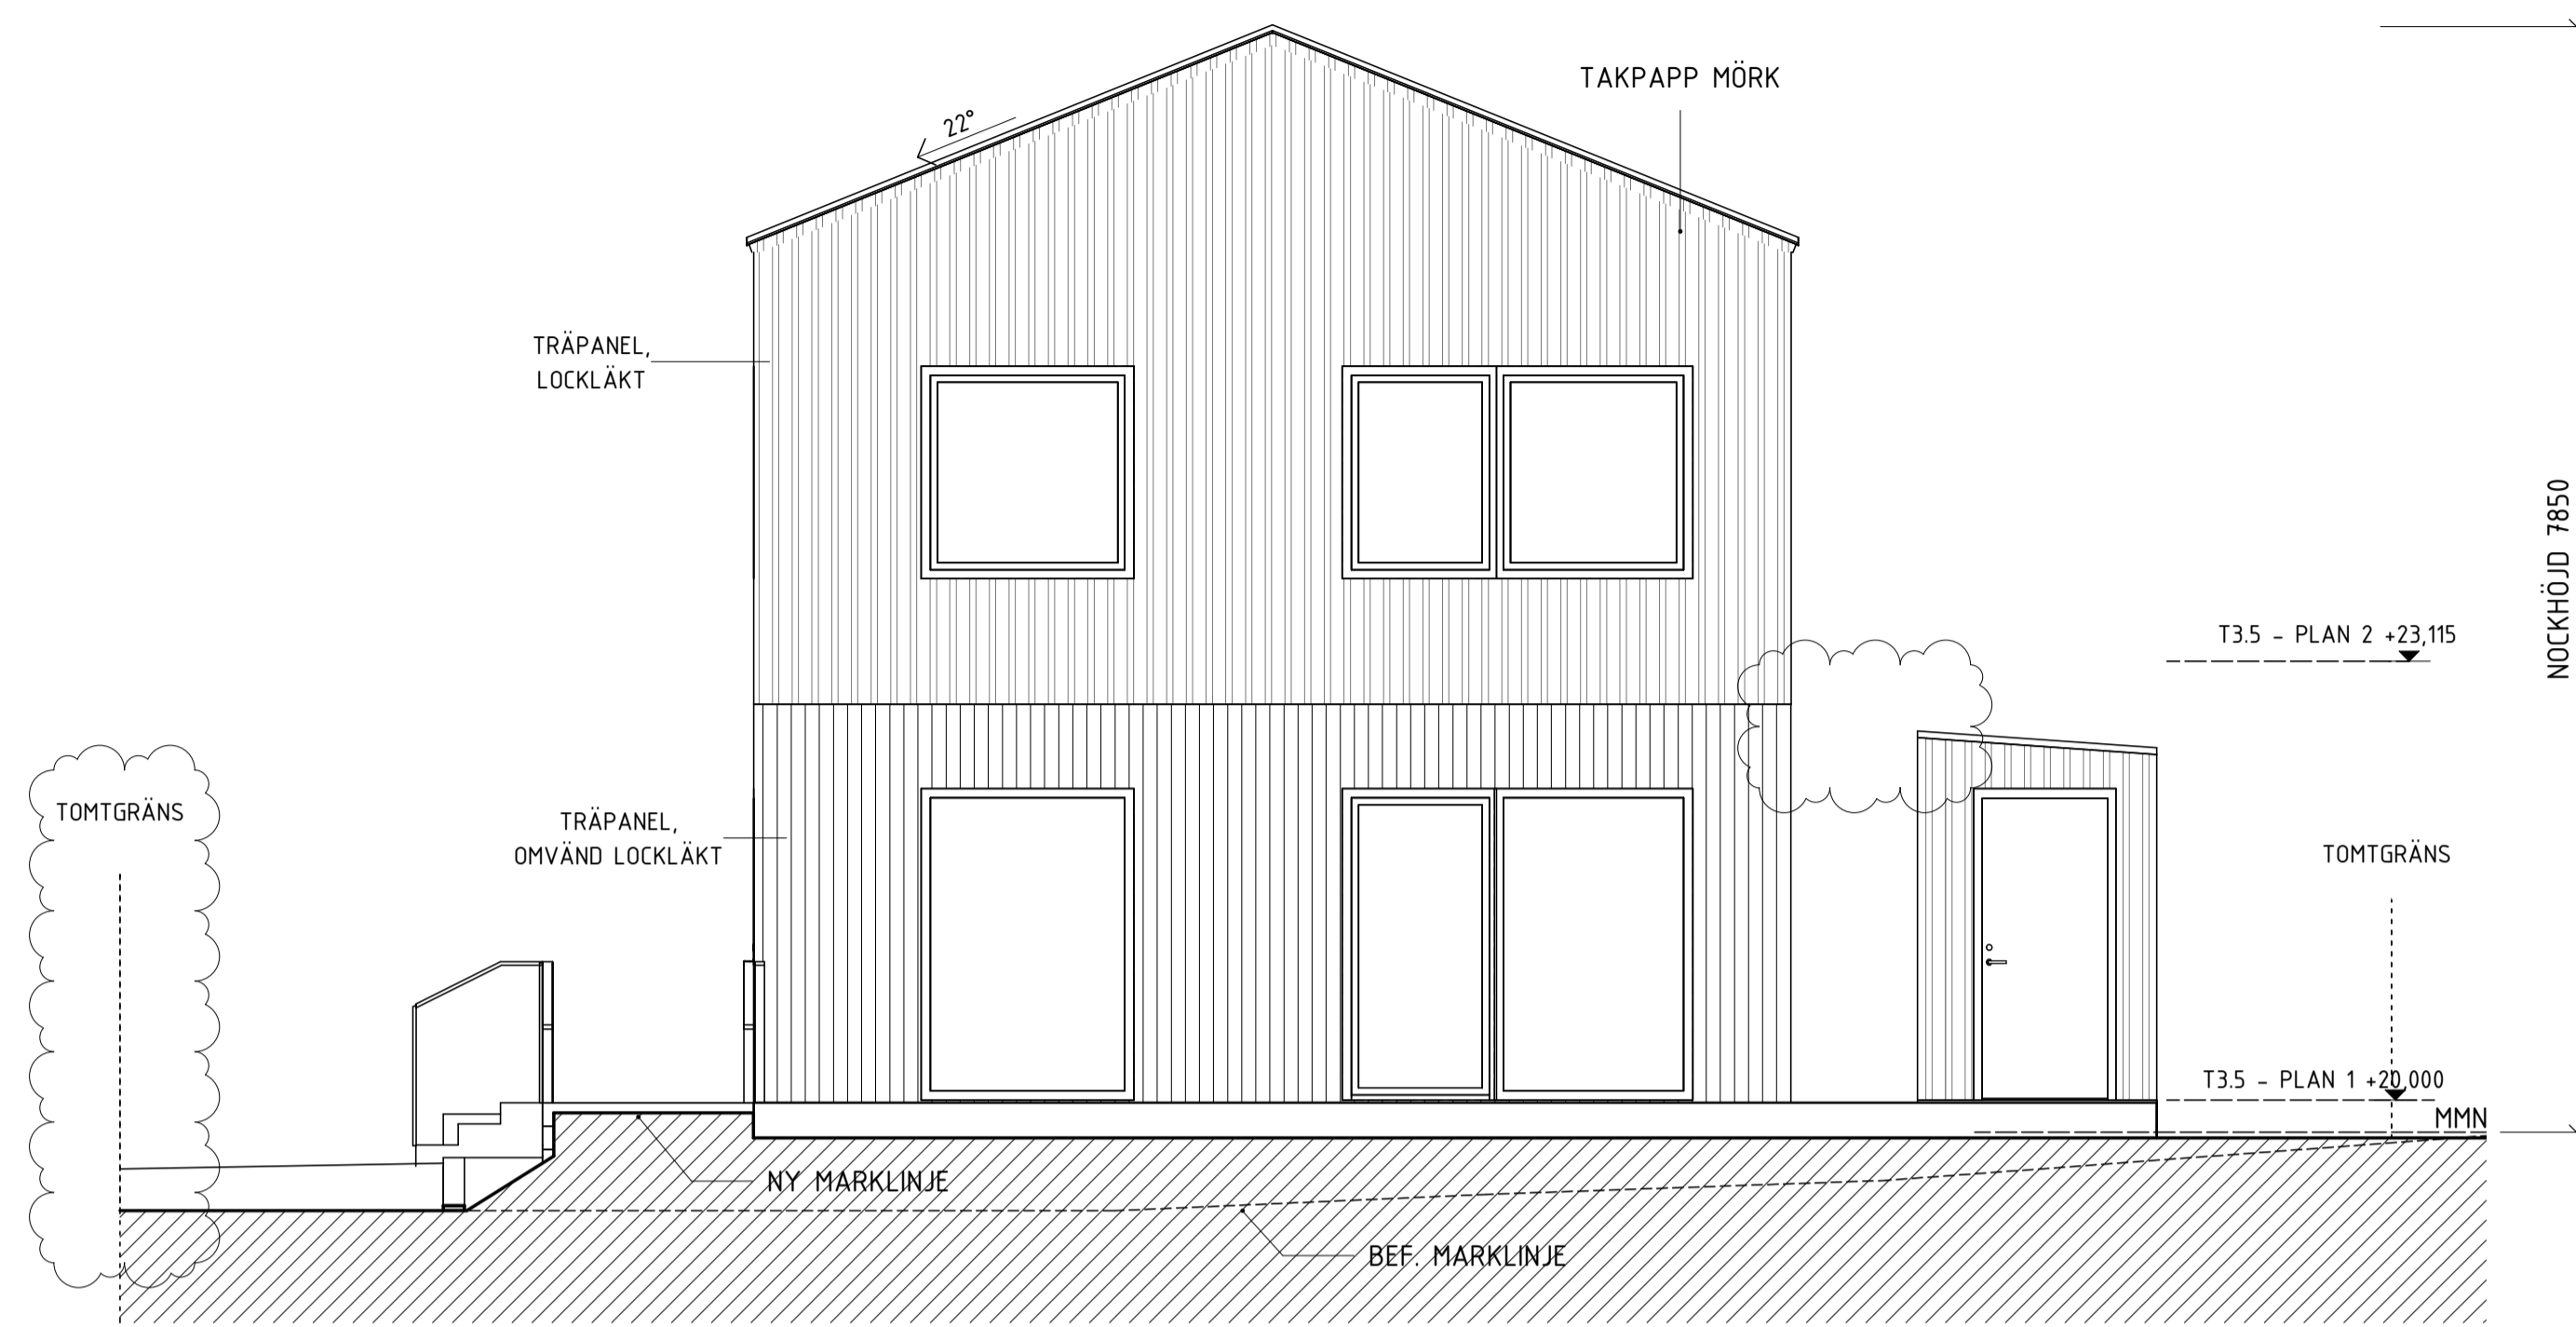 TAKPAPP MÖRK
22°
TRÄPANEL,
LOCKLÄKT
NOCKHÖJD 7850
T3.5 - PLAN 2 +23,115
TOMTGRÄNS
TRÄPANEL,
OMVÄND LOCKLÄKT
TOMTGRÄNS
T3.5 - PLAN 1 +20,000
MMN
NY MARKLINJE
BEF. MARKLINJE